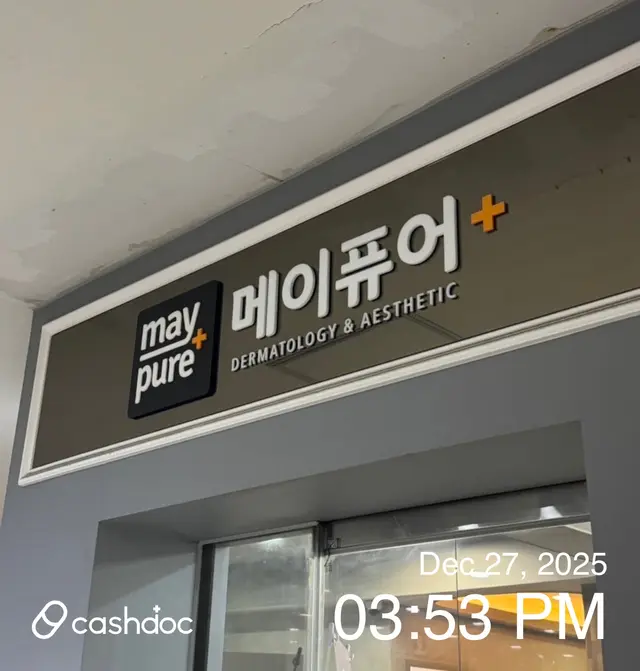 may+
pure
메이퓨어+
DERMATOLOGY & AESTHETIC
Dec 27, 2025
03.53 PM
cashdoc